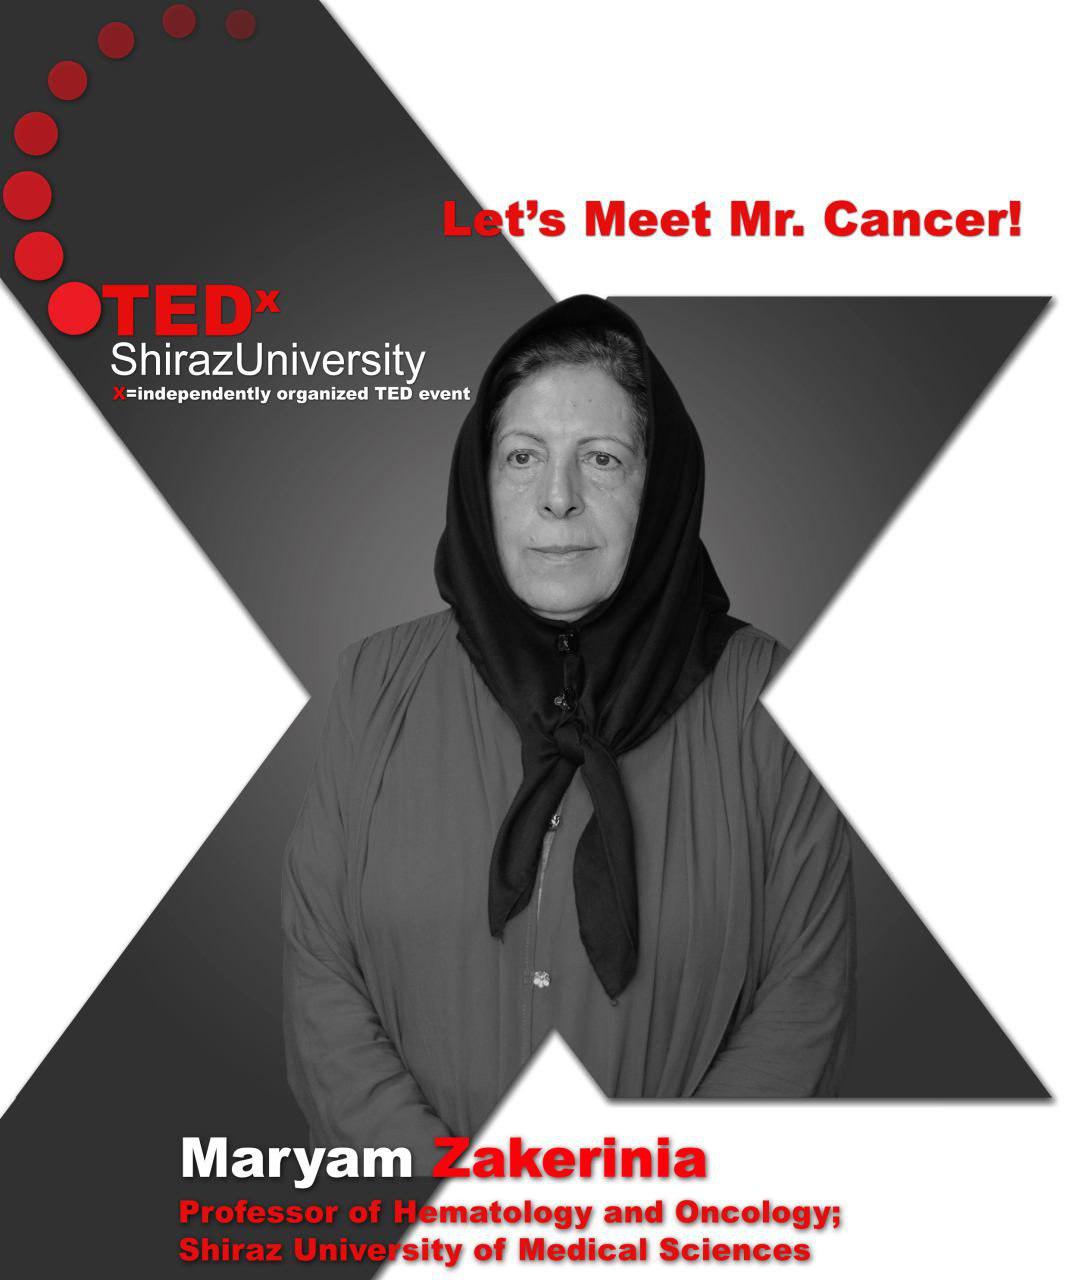 Let's Meet Mr. Cancer!
TEDx
ShirazUniversity
X=independently organized TED event
Maryam Zakerinia
Professor of Hematology and Oncology;
Shiraz University of Medical Sciences